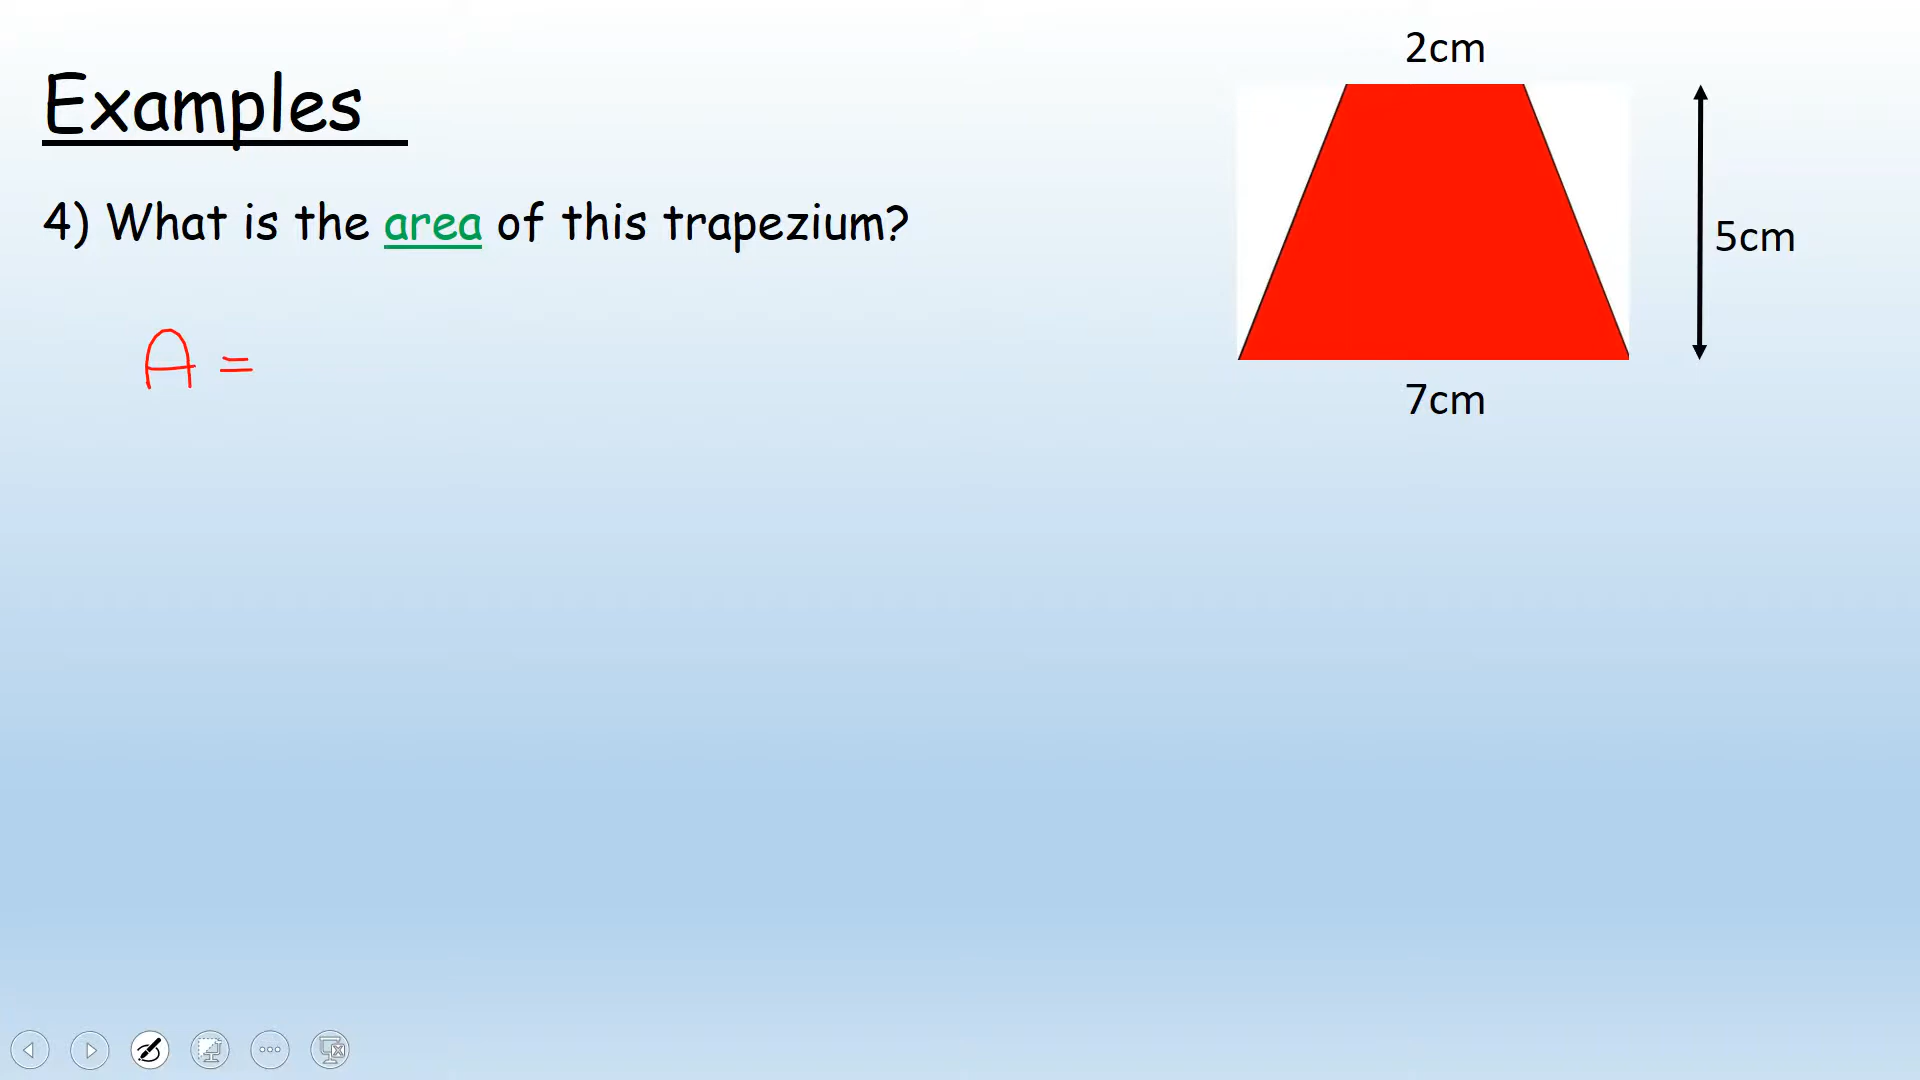 Examples
4) What is the area of this trapezium?
A =
2cm
5cm
7cm